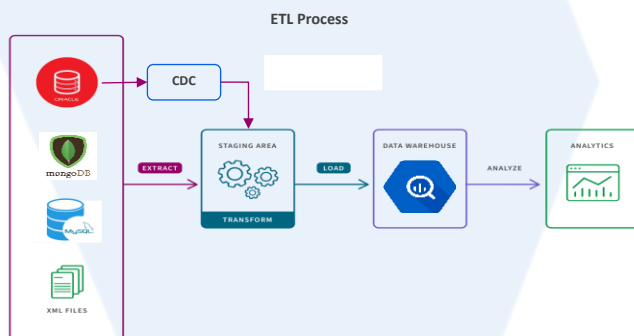 ETL Process
CDC
ORACLE
mongoDB
MySQL
XML FILES
EXTRACT
STAGING AREA
TRANSFORM
LOAD
DATA WAREHOUSE
ANALYZE
ANALYTICS